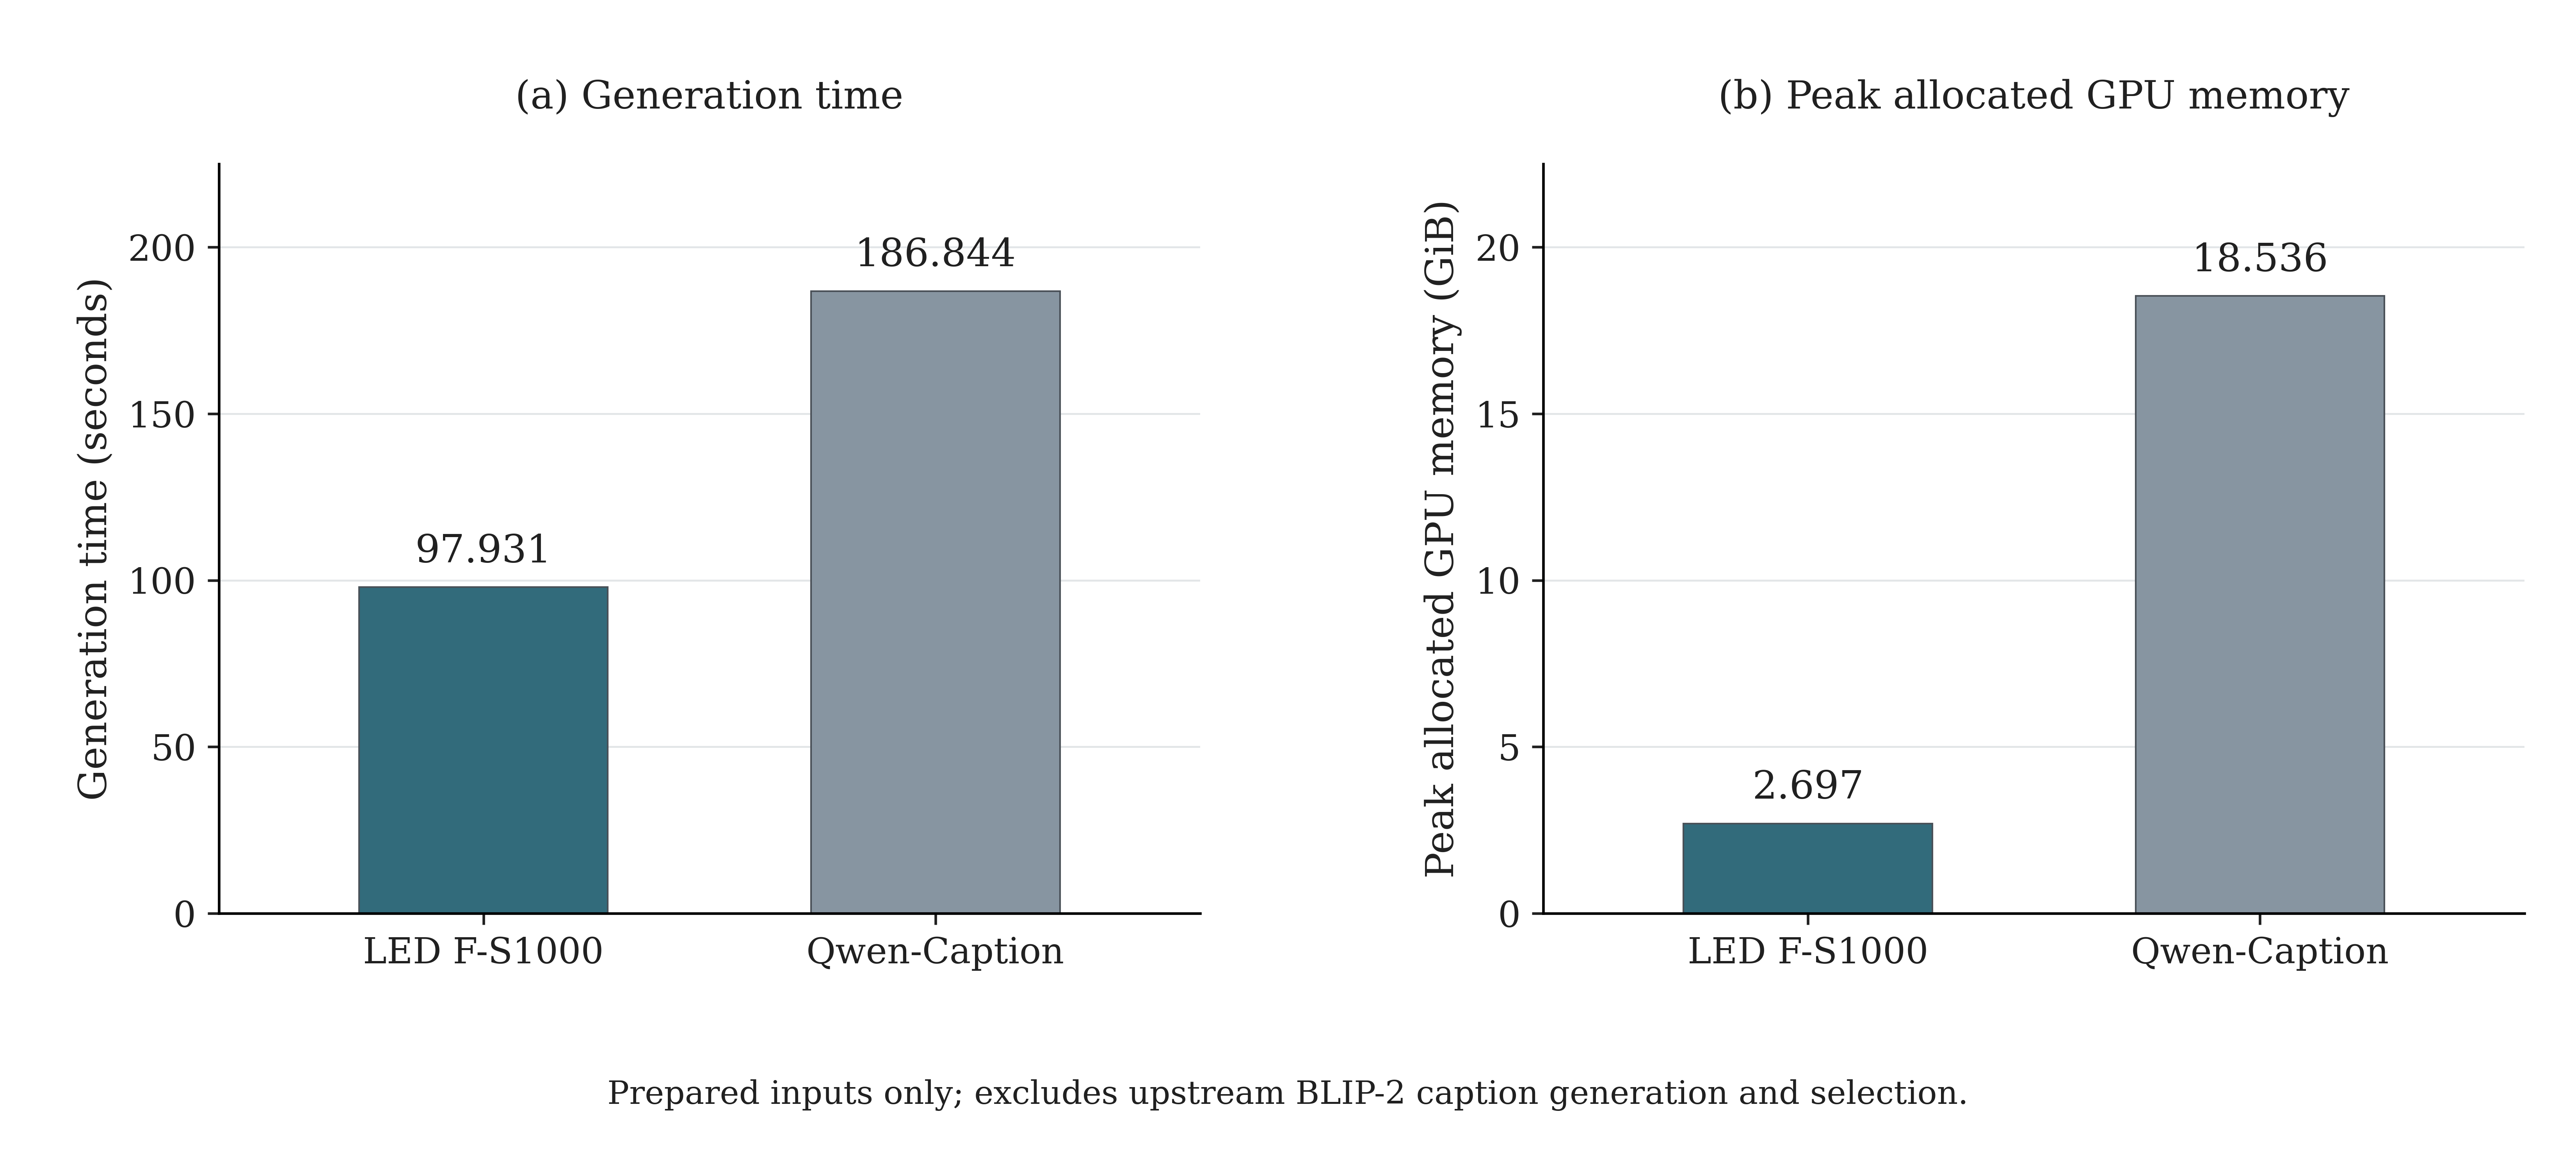 (a) Generation time
Generation time (seconds)
200
150
100
50
0
97.931
186.844
LED F-S1000
Qwen-Caption
(b) Peak allocated GPU memory
Peak allocated GPU memory (GiB)
20
15
10
5
0
2.697
18.536
LED F-S1000
Qwen-Caption
Prepared inputs only; excludes upstream BLIP-2 caption generation and selection.